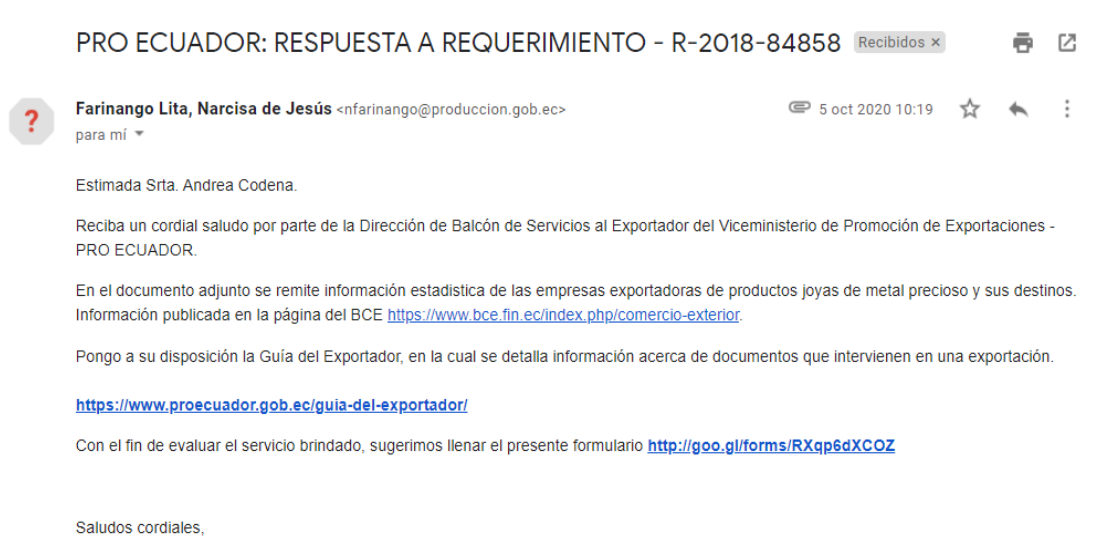 PRO ECUADOR: RESPUESTA A REQUERIMIENTO - R-2018-84858 Recibidos ×
?
Farinango Lita, Narcisa de Jesús <nfarinango@produccion.gob.ec> 5 oct 2020 10:19
para mí
Estimada Srta. Andrea Codena.
Reciba un cordial saludo por parte de la Dirección de Balcón de Servicios al Exportador del Viceministerio de Promoción de Exportaciones -
PRO ECUADOR.
En el documento adjunto se remite información estadistica de las empresas exportadoras de productos joyas de metal precioso y sus destinos.
Información publicada en la página del BCE https://www.bce.fin.ec/index.php/comercio-exterior.
Pongo a su disposición la Guía del Exportador, en la cual se detalla información acerca de documentos que intervienen en una exportación.
https://www.proecuador.gob.ec/guia-del-exportador/
Con el fin de evaluar el servicio brindado, sugerimos llenar el presente formulario http://goo.gl/forms/RXqp6dXCOZ
Saludos cordiales,